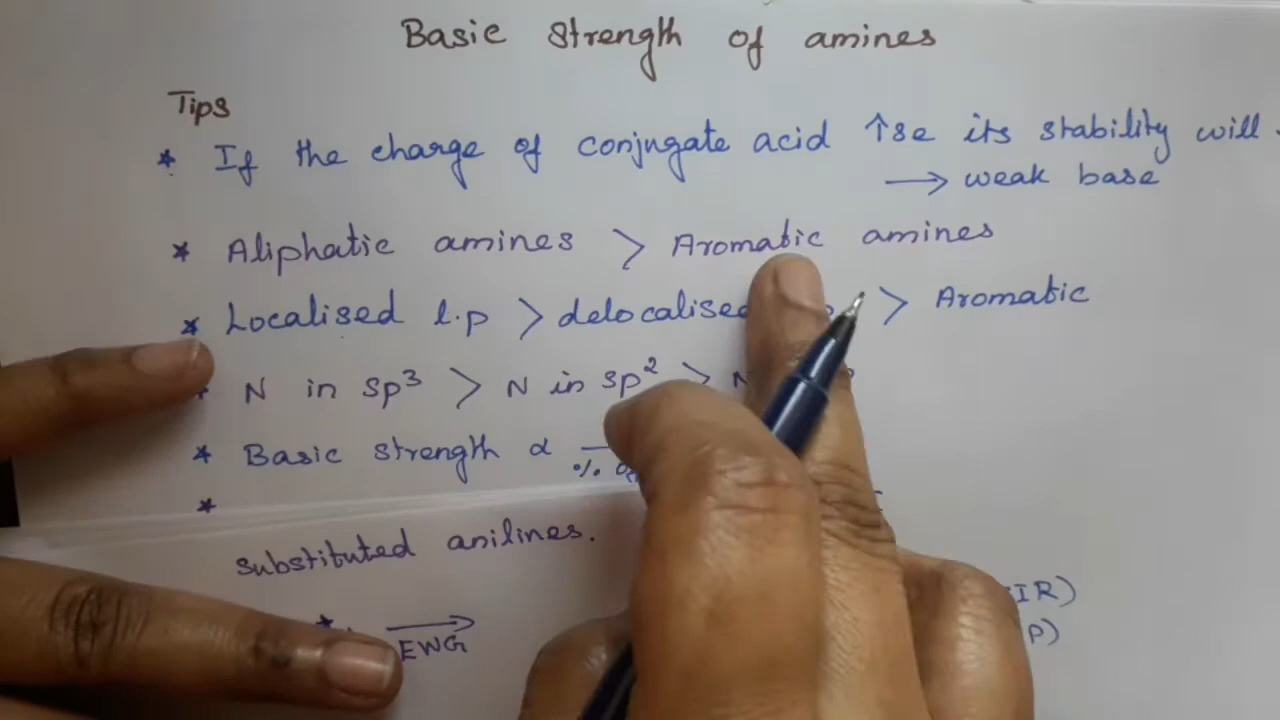 Basic strength of amines
Tips
* If the charge of conjugate acid ↑se its stability will
→ weak base
* Aliphatic amines > Aromatic amines
* Localised l.p > delocalised > Aromatic
* N in sp³ > N in sp² > N
* Basic strength ∝
%
*
substituted anilines.
* EWG
IR)
P)